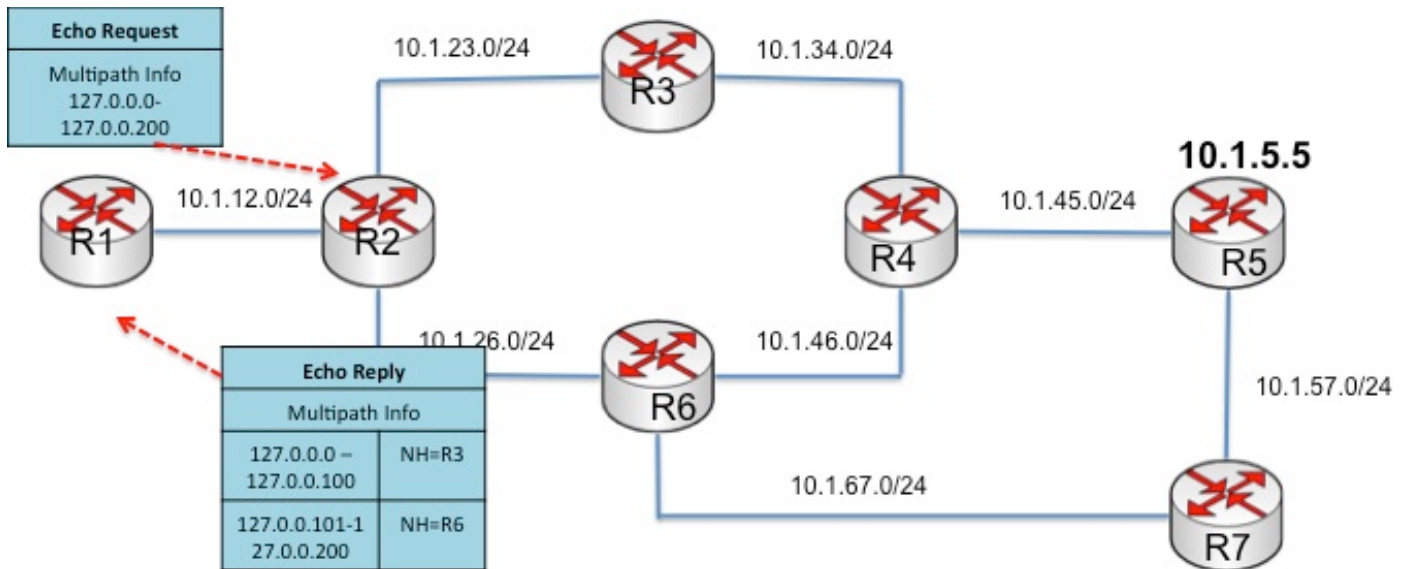 Echo Request
Multipath Info
127.0.0.0-
127.0.0.200
10.1.23.0/24
R3
10.1.34.0/24
10.1.5.5
R1
10.1.12.0/24
R2
R4
10.1.45.0/24
R5
10.1.26.0/24
R6
10.1.46.0/24
10.1.57.0/24
Echo Reply
Multipath Info
127.0.0.0 –
127.0.0.100
NH=R3
127.0.0.101-1
27.0.0.200
NH=R6
10.1.67.0/24
R7